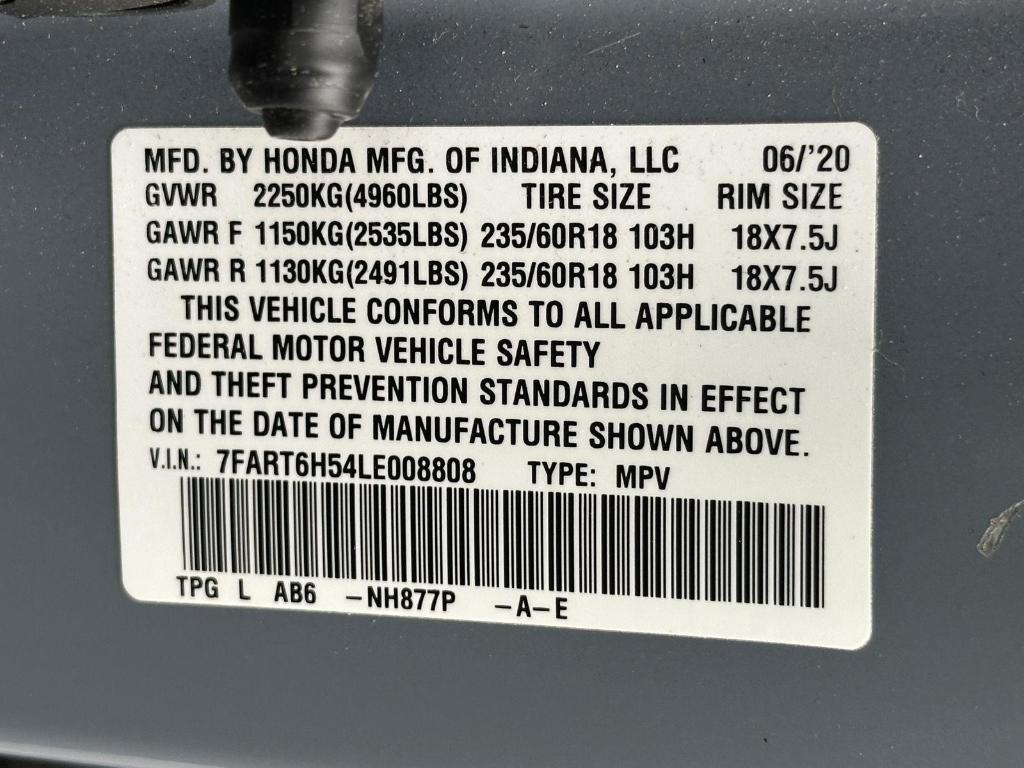 MFD. BY HONDA MFG. OF INDIANA, LLC 06/'20
GVWR 2250KG(4960LBS) TIRE SIZE RIM SIZE
GAWR F 1150KG(2535LBS) 235/60R18 103H 18X7.5J
GAWR R 1130KG(2491LBS) 235/60R18 103H 18X7.5J
THIS VEHICLE CONFORMS TO ALL APPLICABLE
FEDERAL MOTOR VEHICLE SAFETY
AND THEFT PREVENTION STANDARDS IN EFFECT
ON THE DATE OF MANUFACTURE SHOWN ABOVE.
V.I.N.: 7FART6H54LE008808 TYPE: MPV
TPG L AB6 -NH877P -A-E